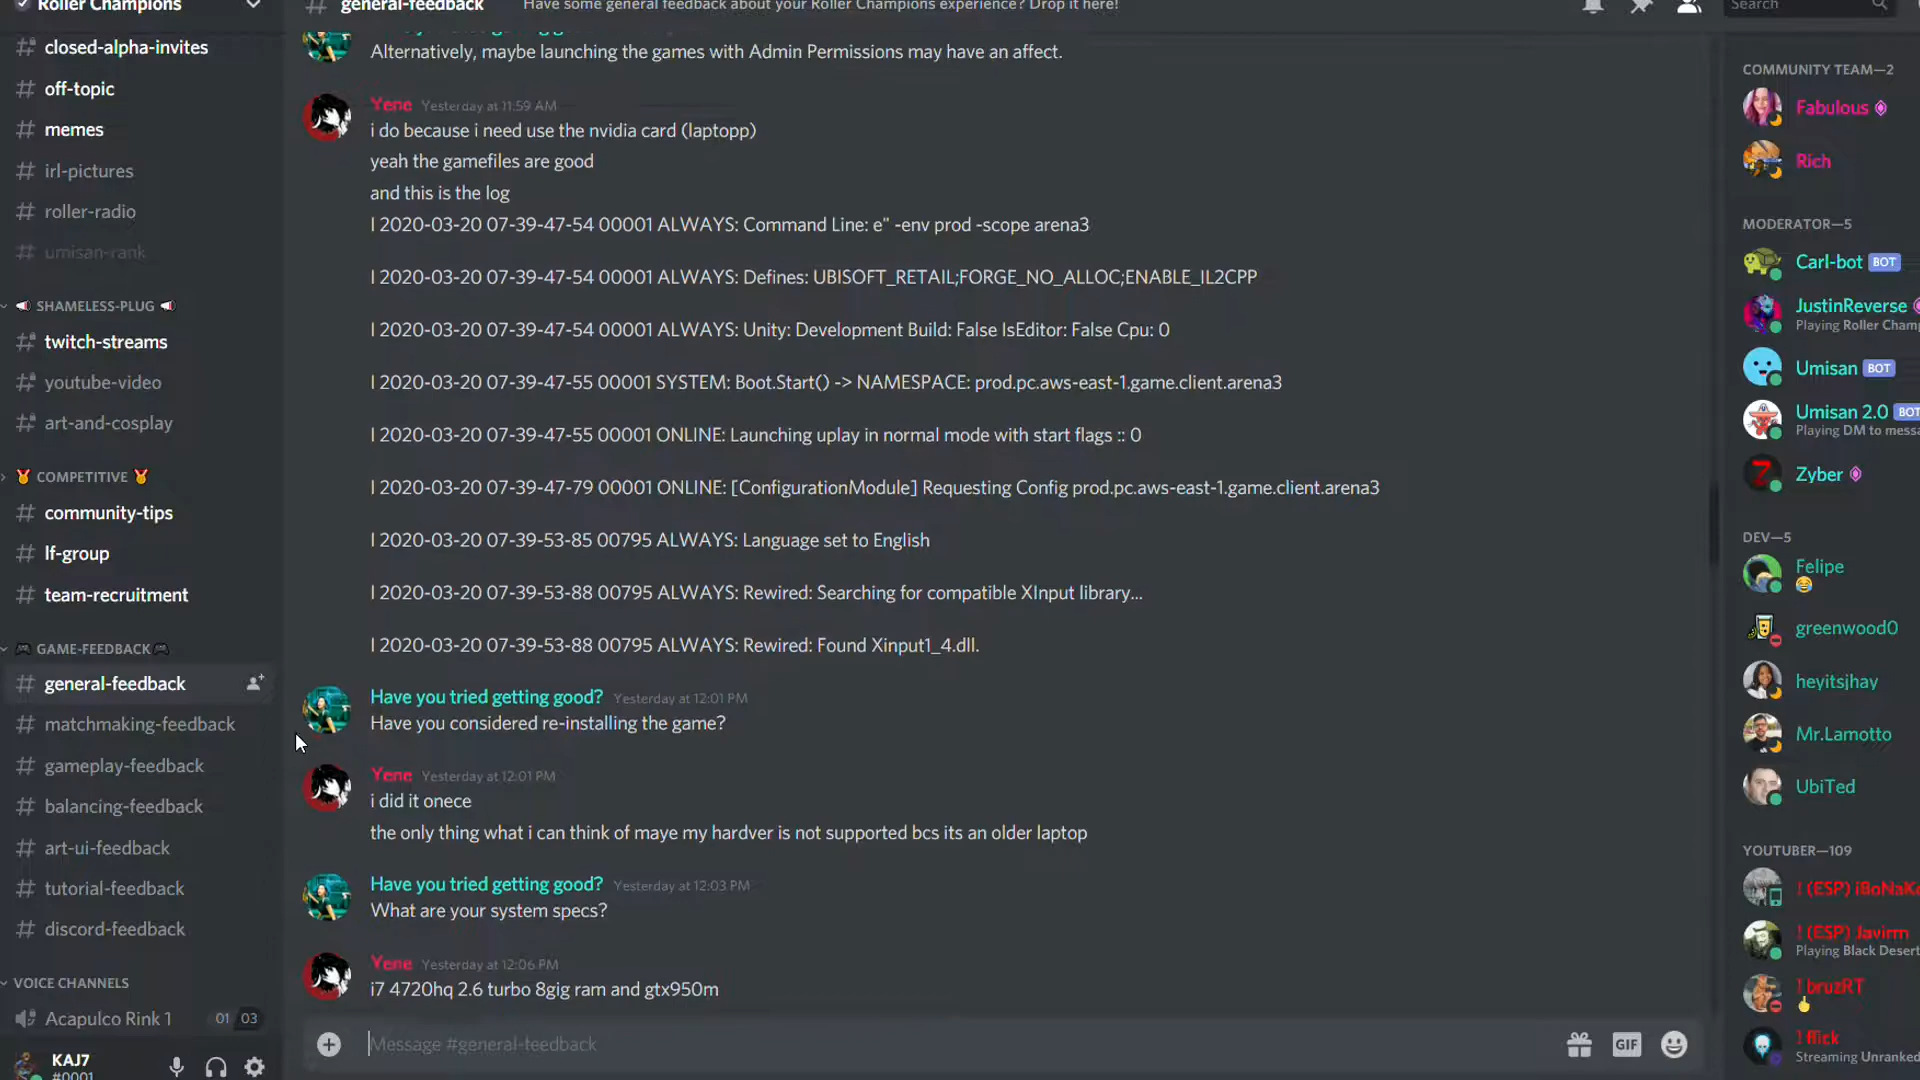 Roller Champions
closed-alpha-invites
off-topic
memes
irl-pictures
roller-radio
umisan-rank
SHAMELESS-PLUG
twitch-streams
youtube-video
art-and-cosplay
COMPETITIVE
community-tips
lf-group
team-recruitment
GAME-FEEDBACK
general-feedback
matchmaking-feedback
gameplay-feedback
balancing-feedback
art-ui-feedback
tutorial-feedback
discord-feedback
VOICE CHANNELS
Acapulco Rink 1 01 03
KAJ7
#0001
# general-feedback Have some general feedback about your Roller Champions experience? Drop it here!
Search
Alternatively, maybe launching the games with Admin Permissions may have an affect.
Yene Yesterday at 11:59 AM
i do because i need use the nvidia card (laptopp)
yeah the gamefiles are good
and this is the log
I 2020-03-20 07-39-47-54 00001 ALWAYS: Command Line: e" -env prod -scope arena3
I 2020-03-20 07-39-47-54 00001 ALWAYS: Defines: UBISOFT_RETAIL;FORGE_NO_ALLOC;ENABLE_IL2CPP
I 2020-03-20 07-39-47-54 00001 ALWAYS: Unity: Development Build: False IsEditor: False Cpu: 0
I 2020-03-20 07-39-47-55 00001 SYSTEM: Boot.Start() -> NAMESPACE: prod.pc.aws-east-1.game.client.arena3
I 2020-03-20 07-39-47-55 00001 ONLINE: Launching uplay in normal mode with start flags :: 0
I 2020-03-20 07-39-47-79 00001 ONLINE: [ConfigurationModule] Requesting Config prod.pc.aws-east-1.game.client.arena3
I 2020-03-20 07-39-53-85 00795 ALWAYS: Language set to English
I 2020-03-20 07-39-53-88 00795 ALWAYS: Rewired: Searching for compatible XInput library...
I 2020-03-20 07-39-53-88 00795 ALWAYS: Rewired: Found Xinput1_4.dll.
Have you tried getting good? Yesterday at 12:01 PM
Have you considered re-installing the game?
Yene Yesterday at 12:01 PM
i did it onece
the only thing what i can think of maye my hardver is not supported bcs its an older laptop
Have you tried getting good? Yesterday at 12:03 PM
What are your system specs?
Yene Yesterday at 12:06 PM
i7 4720hq 2.6 turbo 8gig ram and gtx950m
Message #general-feedback
GIF
COMMUNITY TEAM—2
Fabulous
Rich
MODERATOR—5
Carl-bot BOT
JustinReverse
Playing Roller Champ
Umisan BOT
Umisan 2.0 BOT
Playing DM to messa
Zyber
DEV—5
Felipe
greenwood0
heyitsjhay
Mr.Lamotto
UbiTed
YOUTUBER—109
! (ESP) iBoNaK
! (ESP) Javirm
Playing Black Desert
! bruzRT
! flick
Streaming Unranked